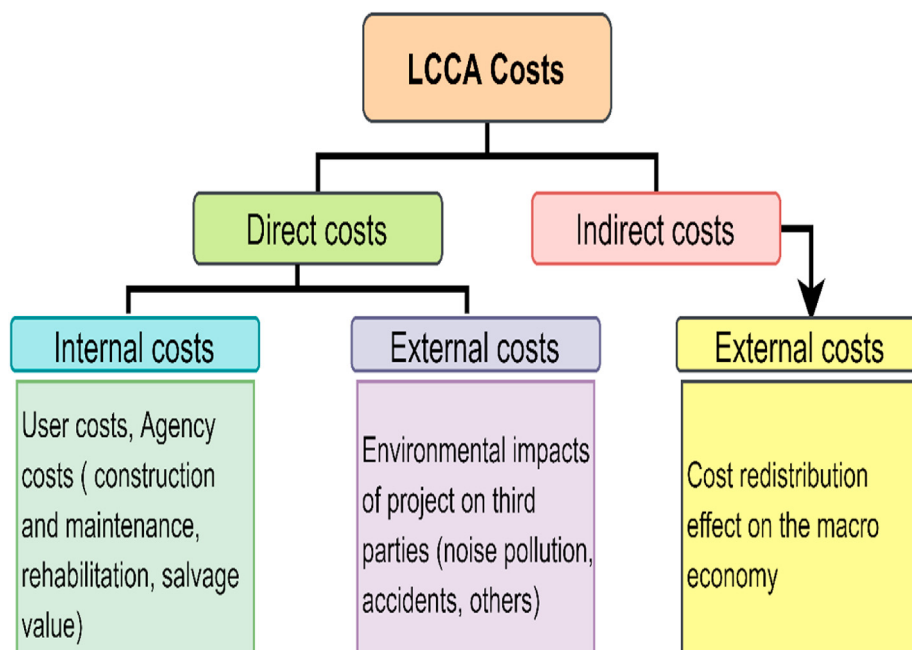 LCCA Costs
Direct costs
Indirect costs
Internal costs
External costs
External costs
User costs, Agency
costs ( construction
and maintenance,
rehabilitation, salvage
value)
Environmental impacts
of project on third
parties (noise pollution,
accidents, others)
Cost redistribution
effect on the macro
economy